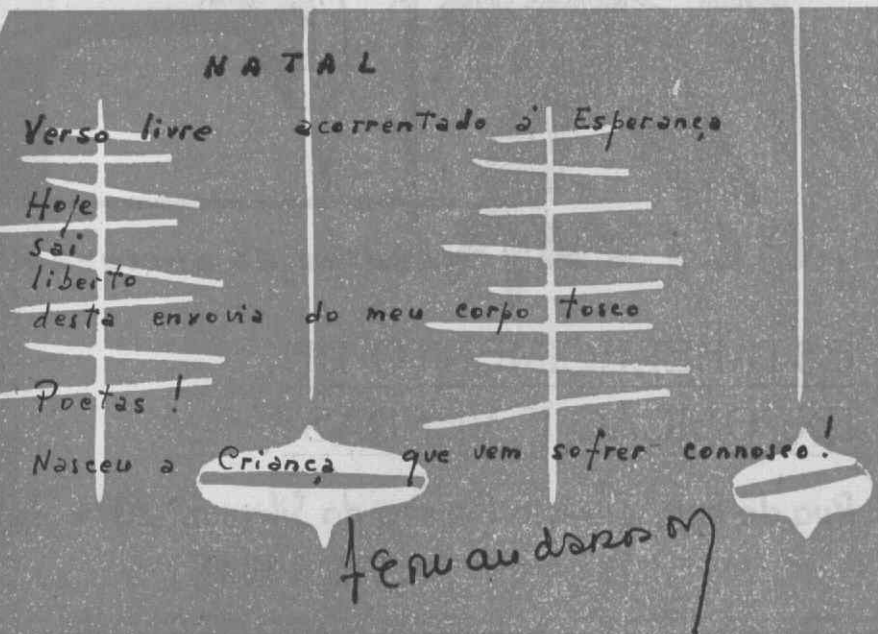 NATAL
Verso livre acorrentado à Esperança
Hoje
sai
liberto
desta enxovia do meu corpo tosco
Poetas!
Nasceu a Criança que vem sofrer connosco!